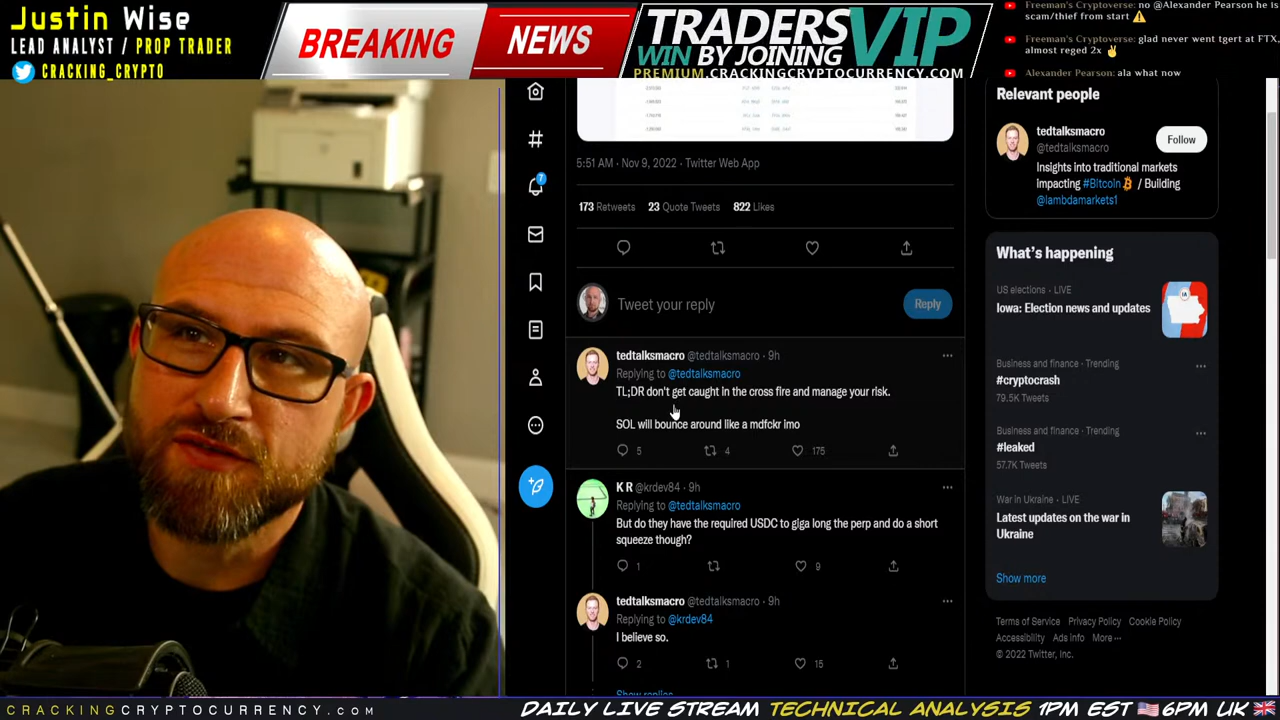 Justin Wise
LEAD ANALYST / PROP TRADER
CRACKING_CRYPTO
BREAKING
NEWS
TRADERS VIP
WIN BY JOINING
PREMIUM.CRACKINGCRYPTOCURRENCY.COM
Freeman's Cryptoverse: no @Alexander Pearson he is
scam/thief from start ⚠
Freeman's Cryptoverse: glad never went tgert at FTX,
almost reged 2x ✌
Alexander Pearson: ala what now
7
5:51 AM · Nov 9, 2022 · Twitter Web App
173 Retweets 23 Quote Tweets 822 Likes
Tweet your reply
Reply
tedtalksmacro @tedtalksmacro · 9h
Replying to @tedtalksmacro
TL;DR don't get caught in the cross fire and manage your risk.
SOL will bounce around like a mdfckr imo
5 4 175
K R @krdev84 · 9h
Replying to @tedtalksmacro
But do they have the required USDC to giga long the perp and do a short
squeeze though?
1 9
tedtalksmacro @tedtalksmacro · 9h
Replying to @krdev84
I believe so.
2 1 15
Show replies
Relevant people
tedtalksmacro
@tedtalksmacro
Follow
Insights into traditional markets
impacting #Bitcoin / Building
@lambdamarkets1
What's happening
US elections · LIVE
Iowa: Election news and updates
Business and finance · Trending
#cryptocrash
79.5K Tweets
Business and finance · Trending
#leaked
57.7K Tweets
War in Ukraine · LIVE
Latest updates on the war in
Ukraine
Show more
Terms of Service Privacy Policy Cookie Policy
Accessibility Ads info More ···
© 2022 Twitter, Inc.
CRACKINGCRYPTOCURRENCY.COM
DAILY LIVE STREAM TECHNICAL ANALYSIS 1PM EST 🇺🇸 6PM UK 🇬🇧